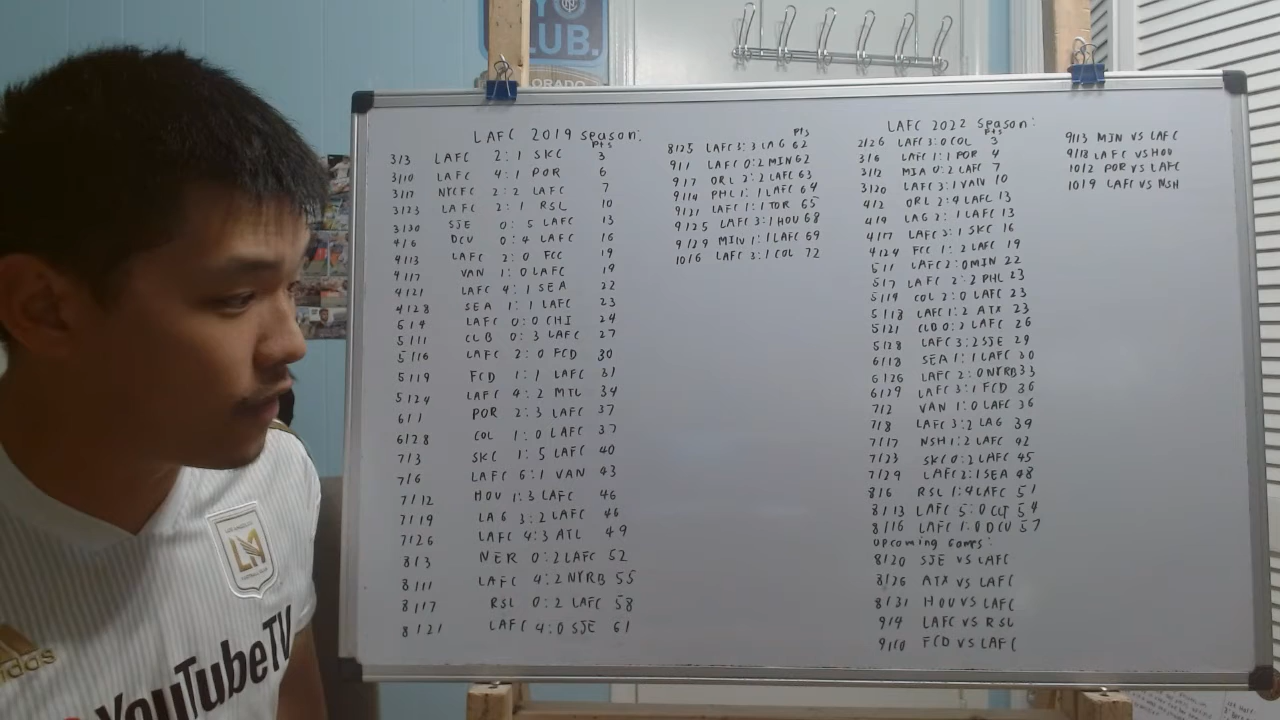 YO
LUB.
ORADO
LAFC 2019 season:
Pts
3/3 LAFC 2:1 SKC 3
3/10 LAFC 4:1 POR 6
3/17 NYCFC 2:2 LAFC 7
3/23 LAFC 2:1 RSL 10
3/30 SJE 0:5 LAFC 13
4/6 DCU 0:4 LAFC 16
4/13 LAFC 2:0 FCC 19
4/17 VAN 1:0 LAFC 19
4/21 LAFC 4:1 SEA 22
4/28 SEA 1:1 LAFC 23
6/4 LAFC 0:0 CHI 24
5/11 CLB 0:3 LAFC 27
5/16 LAFC 2:0 FCD 30
5/19 FCD 1:1 LAFC 31
5/24 LAFC 4:2 MTL 34
6/1 POR 2:3 LAFC 37
6/28 COL 1:0 LAFC 37
7/3 SKC 1:5 LAFC 40
7/6 LAFC 6:1 VAN 43
7/12 HOU 1:3 LAFC 46
7/19 LAG 3:2 LAFC 46
7/26 LAFC 4:3 ATL 49
8/3 NER 0:2 LAFC 52
8/11 LAFC 4:2 NYRB 55
8/17 RSL 0:2 LAFC 58
8/21 LAFC 4:0 SJE 61
Pts
8/25 LAFC 3:3 LAG 62
9/1 LAFC 0:2 MIN 62
9/7 ORL 2:2 LAFC 63
9/14 PHL 1:1 LAFC 64
9/21 LAFC 1:1 TOR 65
9/25 LAFC 3:1 HOU 68
9/29 MIN 1:1 LAFC 69
10/6 LAFC 3:1 COL 72
LAFC 2022 season:
Pts
2/26 LAFC 3:0 COL 3
3/6 LAFC 1:1 POR 4
3/12 MIA 0:2 LAFC 7
3/20 LAFC 3:1 VAN 10
4/2 ORL 2:4 LAFC 13
4/9 LAG 2:1 LAFC 13
4/17 LAFC 3:1 SKC 16
4/24 FCC 1:2 LAFC 19
5/1 LAFC 2:0 MIN 22
5/7 LAFC 2:2 PHL 23
5/14 COL 2:0 LAFC 23
5/18 LAFC 1:2 ATX 23
5/21 CLB 0:2 LAFC 26
5/28 LAFC 3:2 SJE 29
6/18 SEA 1:1 LAFC 30
6/26 LAFC 2:0 NYRB 33
6/29 LAFC 3:1 FCD 36
7/2 VAN 1:0 LAFC 36
7/8 LAFC 3:2 LAG 39
7/17 NSH 1:2 LAFC 42
7/23 SKC 0:2 LAFC 45
7/29 LAFC 2:1 SEA 48
8/6 RSL 1:4 LAFC 51
8/13 LAFC 5:0 CLT 54
8/16 LAFC 1:0 DCU 57
Upcoming Games:
8/20 SJE VS LAFC
8/26 ATX VS LAFC
8/31 HOU VS LAFC
9/4 LAFC VS RSL
9/10 FCD VS LAFC
9/13 MIN VS LAFC
9/18 LAFC VS HOU
10/2 POR VS LAFC
10/9 LAFC VS NSH
LA
adidas
YouTubeTV